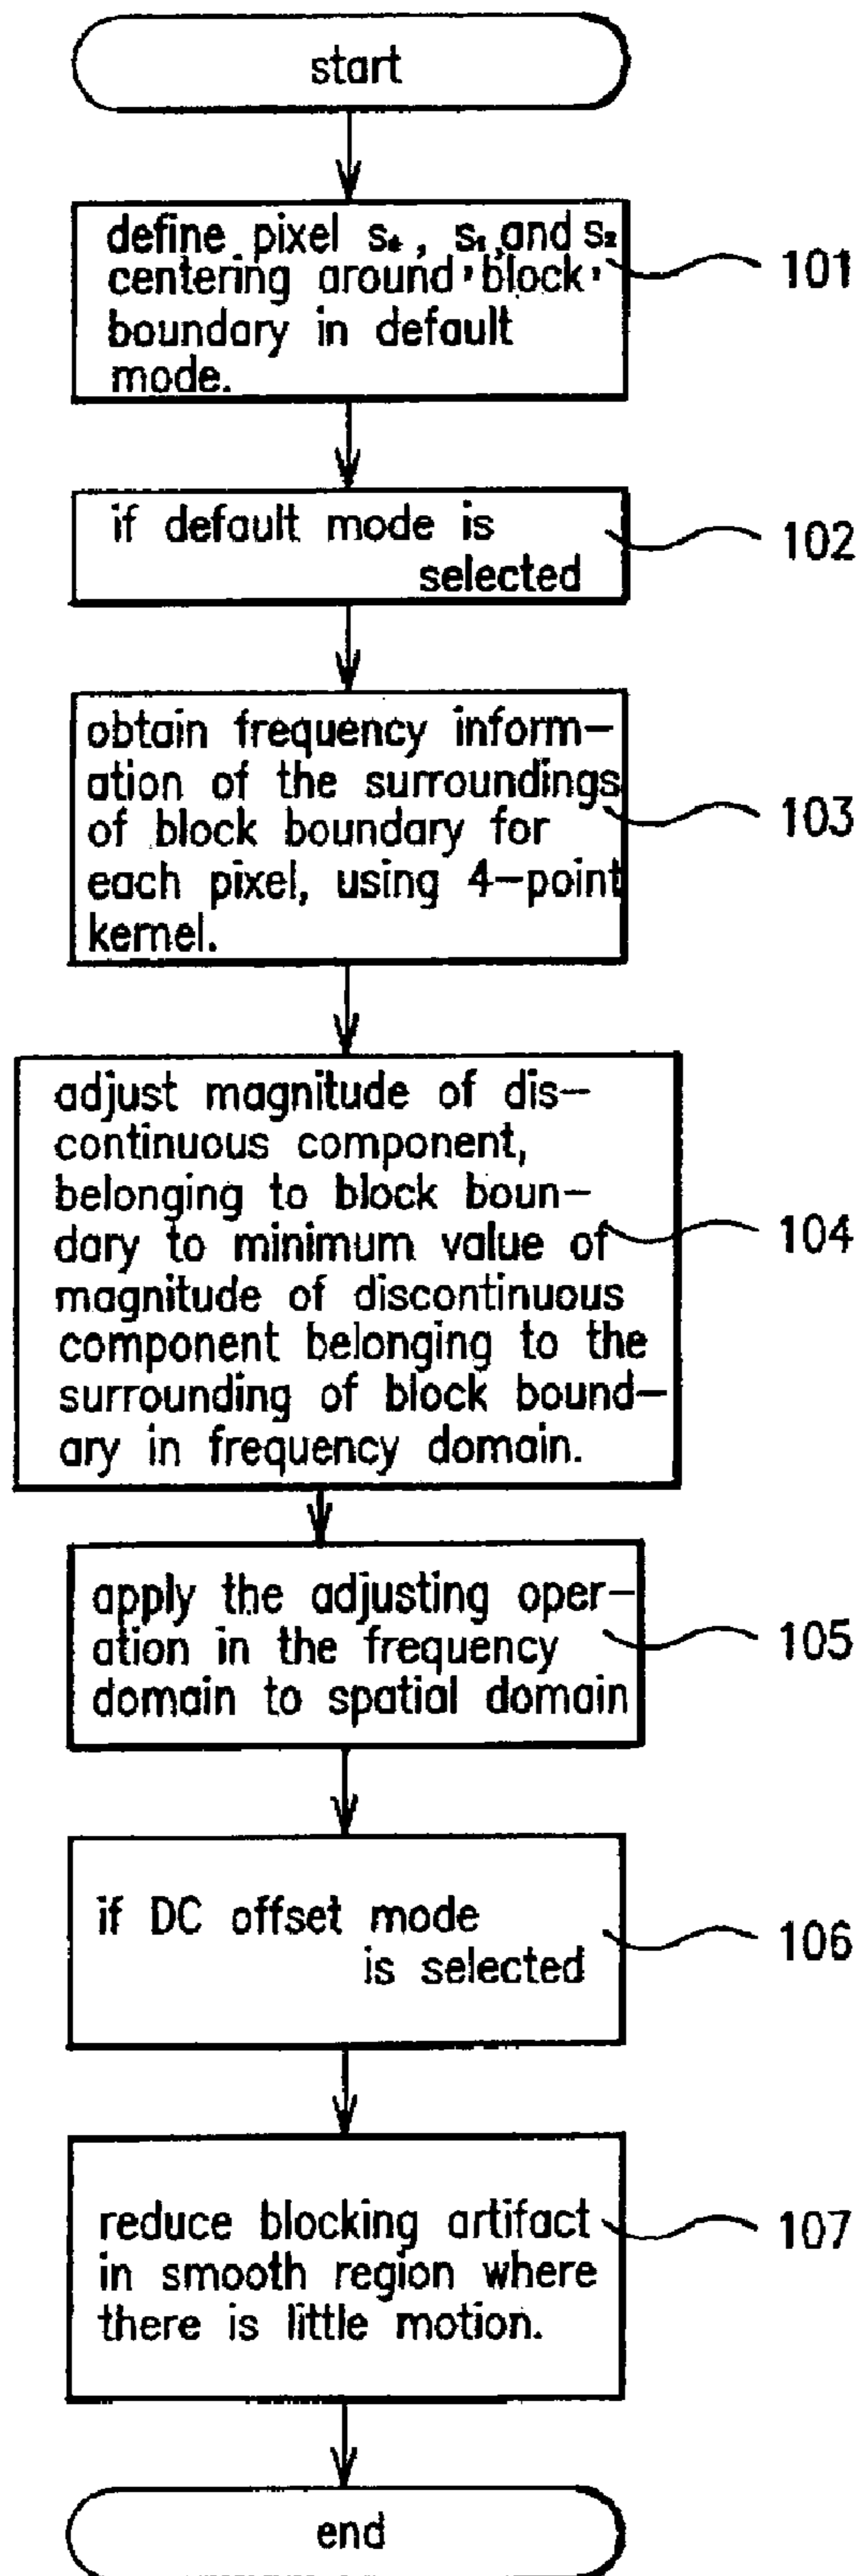 start
define pixel s₀, s₁, and s₂
centering around block
boundary in default
mode.
101
if default mode is
selected
102
obtain frequency inform-
ation of the surroundings
of block boundary for
each pixel, using 4-point
kernel.
103
adjust magnitude of dis-
continuous component,
belonging to block boun-
dary to minimum value of
magnitude of discontinuous
component belonging to the
surrounding of block bound-
ary in frequency domain.
104
apply the adjusting oper-
ation in the frequency
domain to spatial domain
105
if DC offset mode
is selected
106
reduce blocking artifact
in smooth region where
there is little motion.
107
end